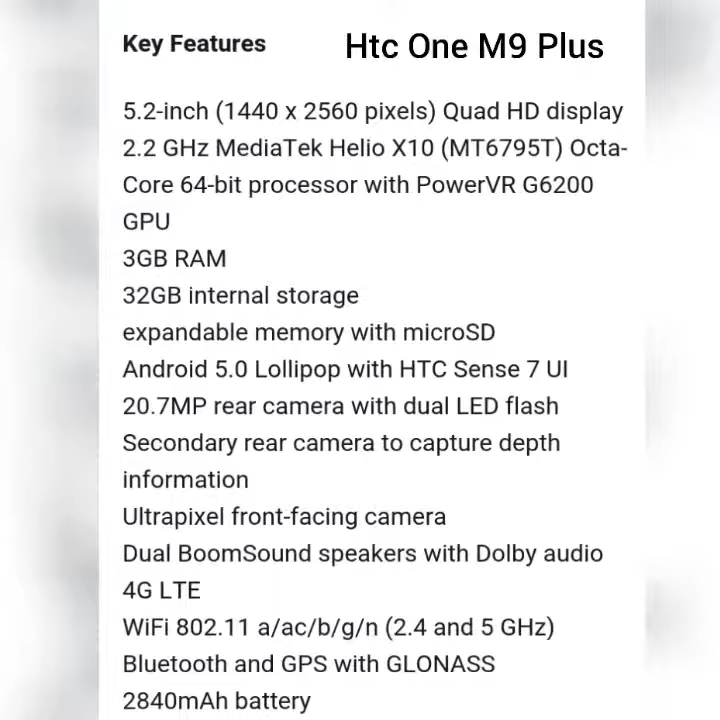 Key Features
Htc One M9 Plus
5.2-inch (1440 x 2560 pixels) Quad HD display
2.2 GHz MediaTek Helio X10 (MT6795T) Octa-
Core 64-bit processor with PowerVR G6200
GPU
3GB RAM
32GB internal storage
expandable memory with microSD
Android 5.0 Lollipop with HTC Sense 7 UI
20.7MP rear camera with dual LED flash
Secondary rear camera to capture depth
information
Ultrapixel front-facing camera
Dual BoomSound speakers with Dolby audio
4G LTE
WiFi 802.11 a/ac/b/g/n (2.4 and 5 GHz)
Bluetooth and GPS with GLONASS
2840mAh battery